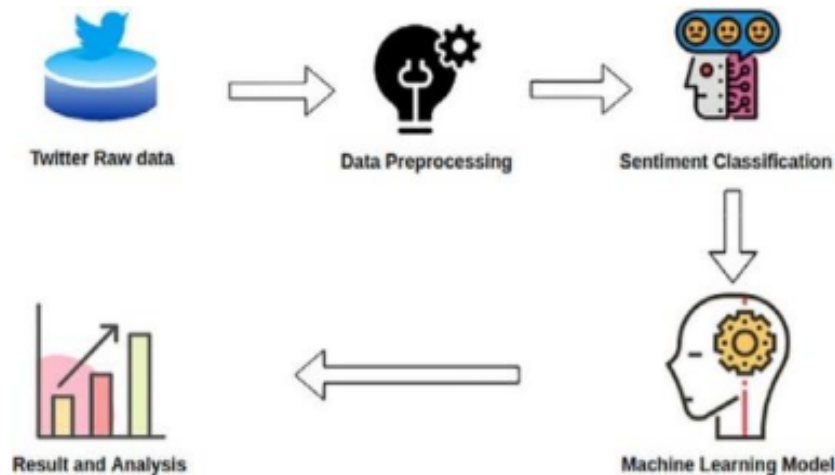 Twitter Raw data
Data Preprocessing
Sentiment Classification
Machine Learning Model
Result and Analysis